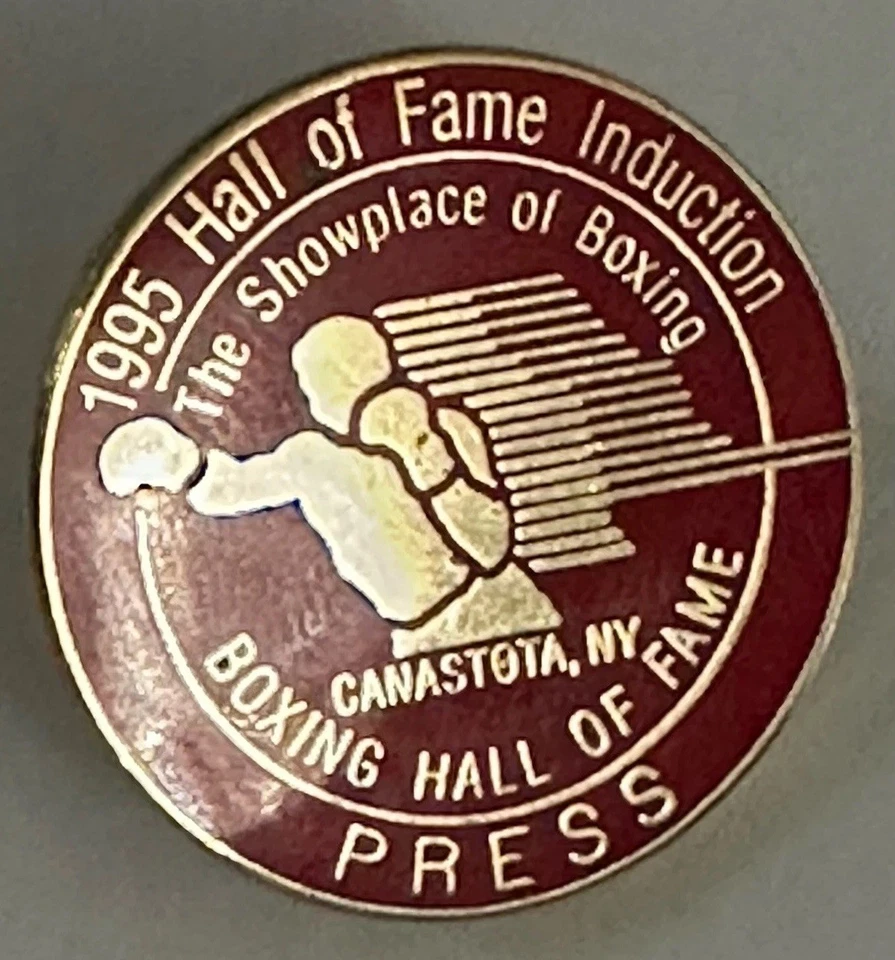 1995 Hall of Fame Induction
The Showplace of Boxing
CANASTOTA, NY
BOXING HALL OF FAME
PRESS